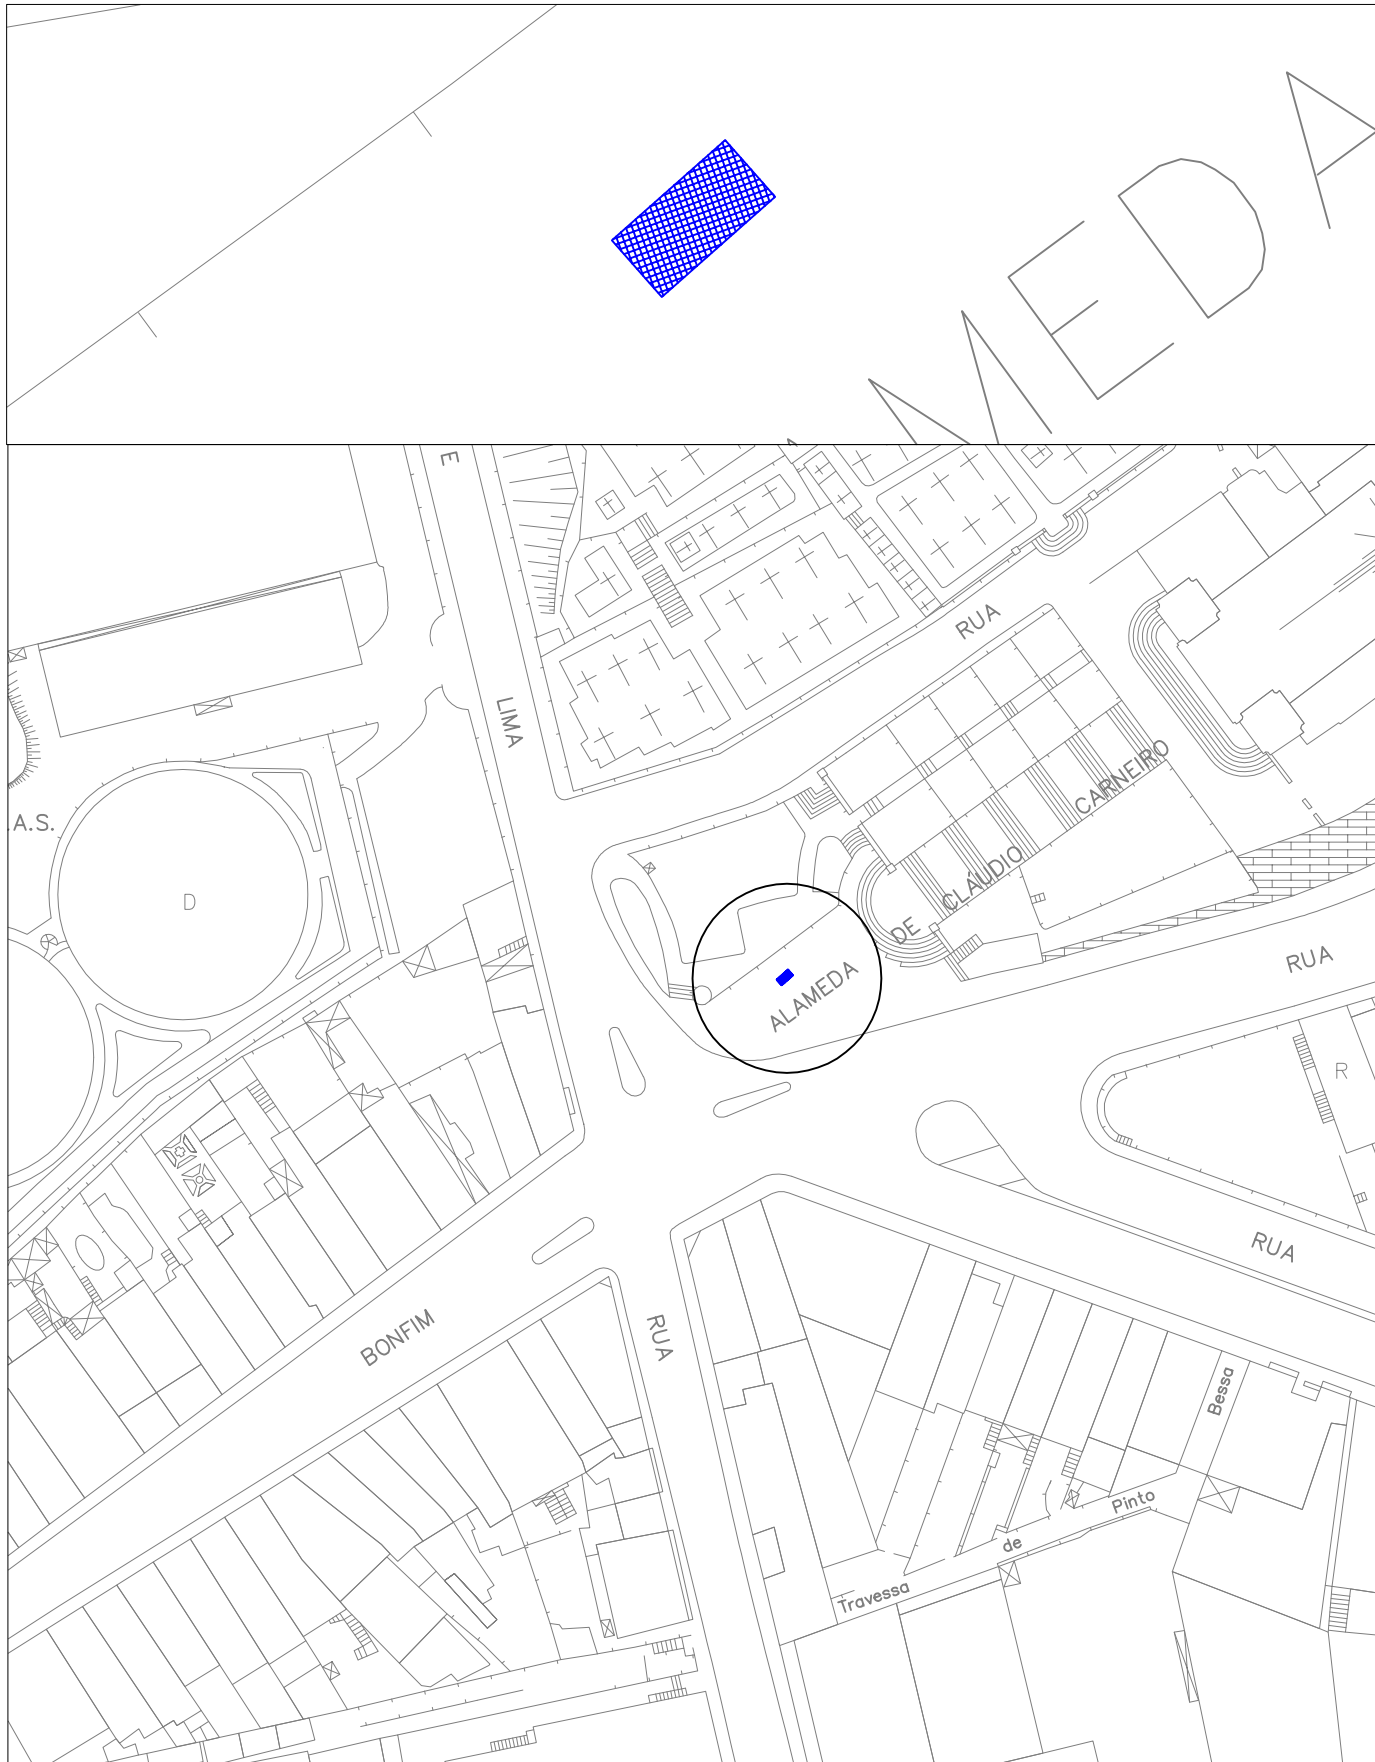 MEDA
E
LIMA
RUA
.A.S.
D
ALAMEDA DE CLÁUDIO CARNEIRO
RUA
R
RUA
BONFIM
RUA
Travessa de Pinto Bessa